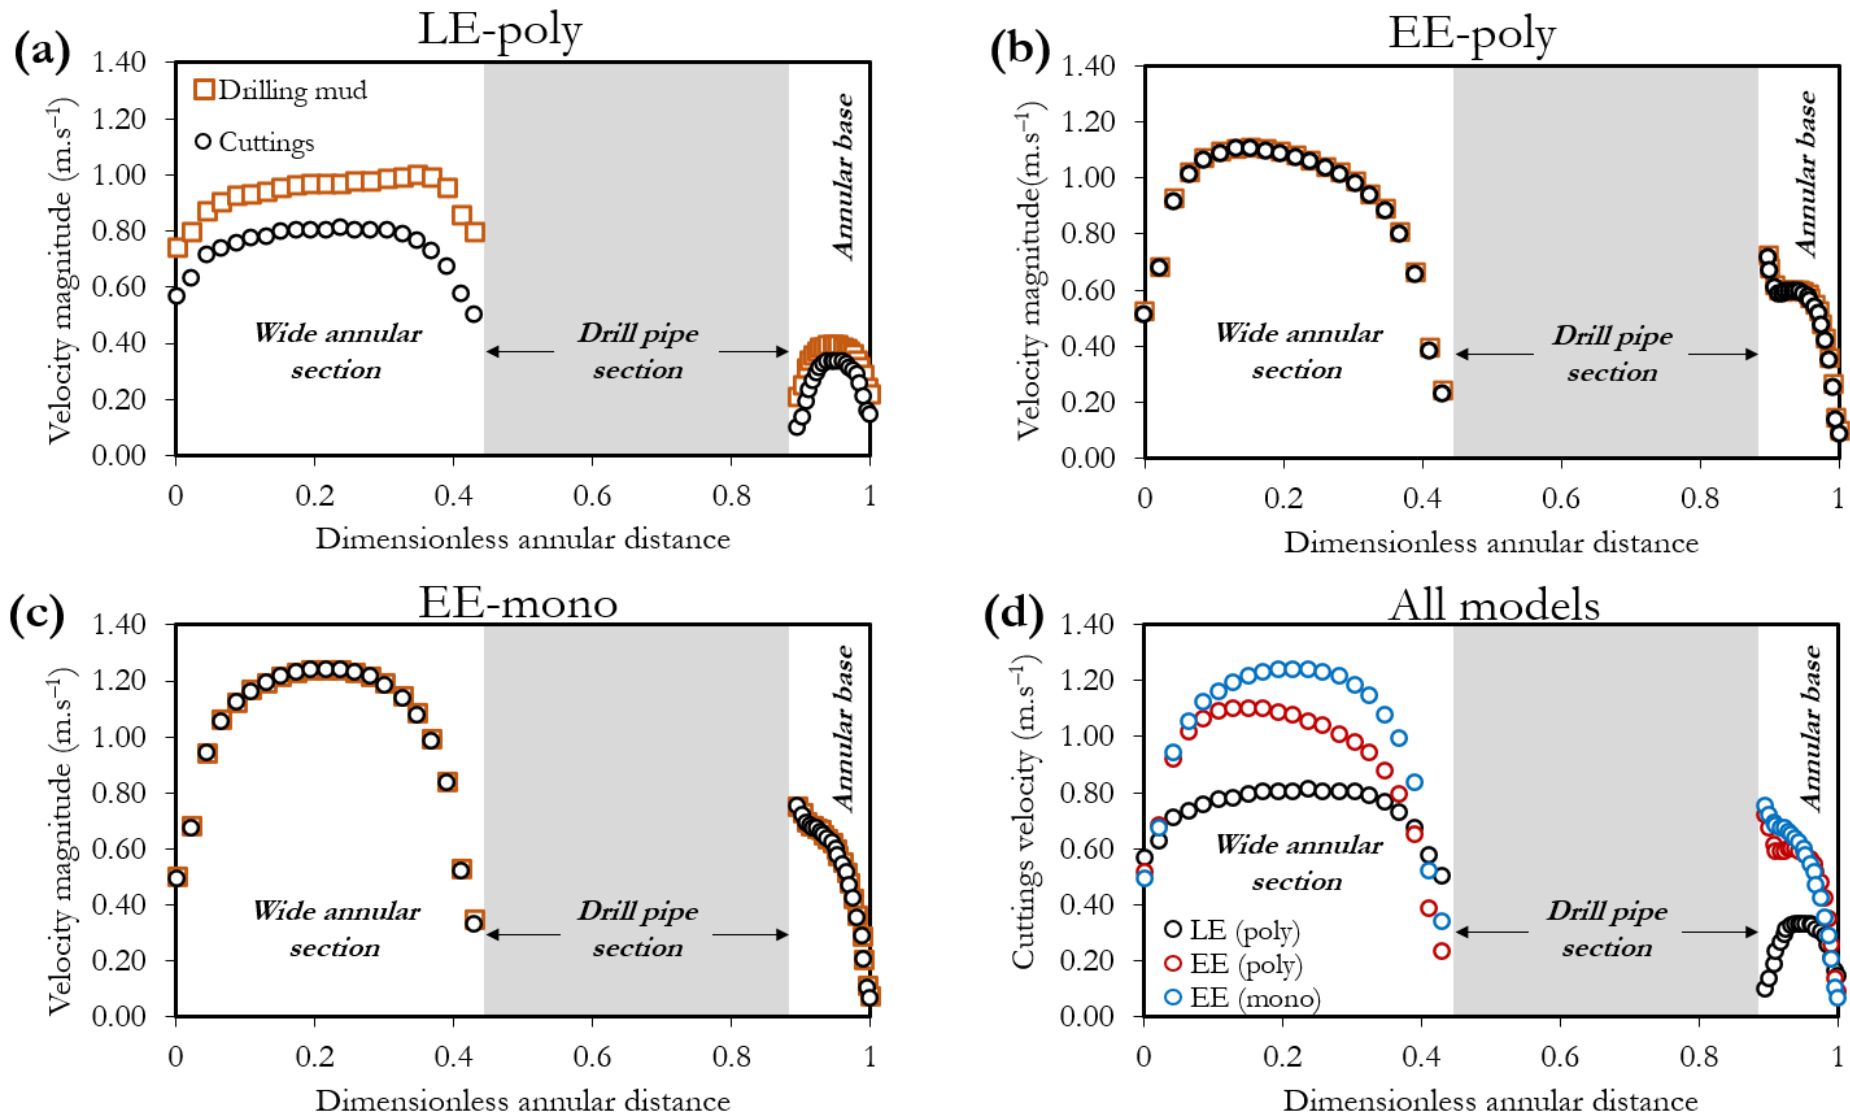 (a)
LE-poly
Velocity magnitude (m.s⁻¹)
1.40
1.20
1.00
0.80
0.60
0.40
0.20
0.00
Drilling mud
Cuttings
Wide annular
section
Drill pipe
section
Annular base
0 0.2 0.4 0.6 0.8 1
Dimensionless annular distance
(b)
EE-poly
Velocity magnitude(m.s⁻¹)
1.40
1.20
1.00
0.80
0.60
0.40
0.20
0.00
Wide annular
section
Drill pipe
section
Annular base
0 0.2 0.4 0.6 0.8 1
Dimensionless annular distance
(c)
EE-mono
Velocity magnitude (m.s⁻¹)
1.40
1.20
1.00
0.80
0.60
0.40
0.20
0.00
Wide annular
section
Drill pipe
section
Annular base
0 0.2 0.4 0.6 0.8 1
Dimensionless annular distance
(d)
All models
Cuttings velocity (m.s⁻¹)
1.40
1.20
1.00
0.80
0.60
0.40
0.20
0.00
Wide annular
section
LE (poly)
EE (poly)
EE (mono)
Drill pipe
section
Annular base
0 0.2 0.4 0.6 0.8 1
Dimensionless annular distance